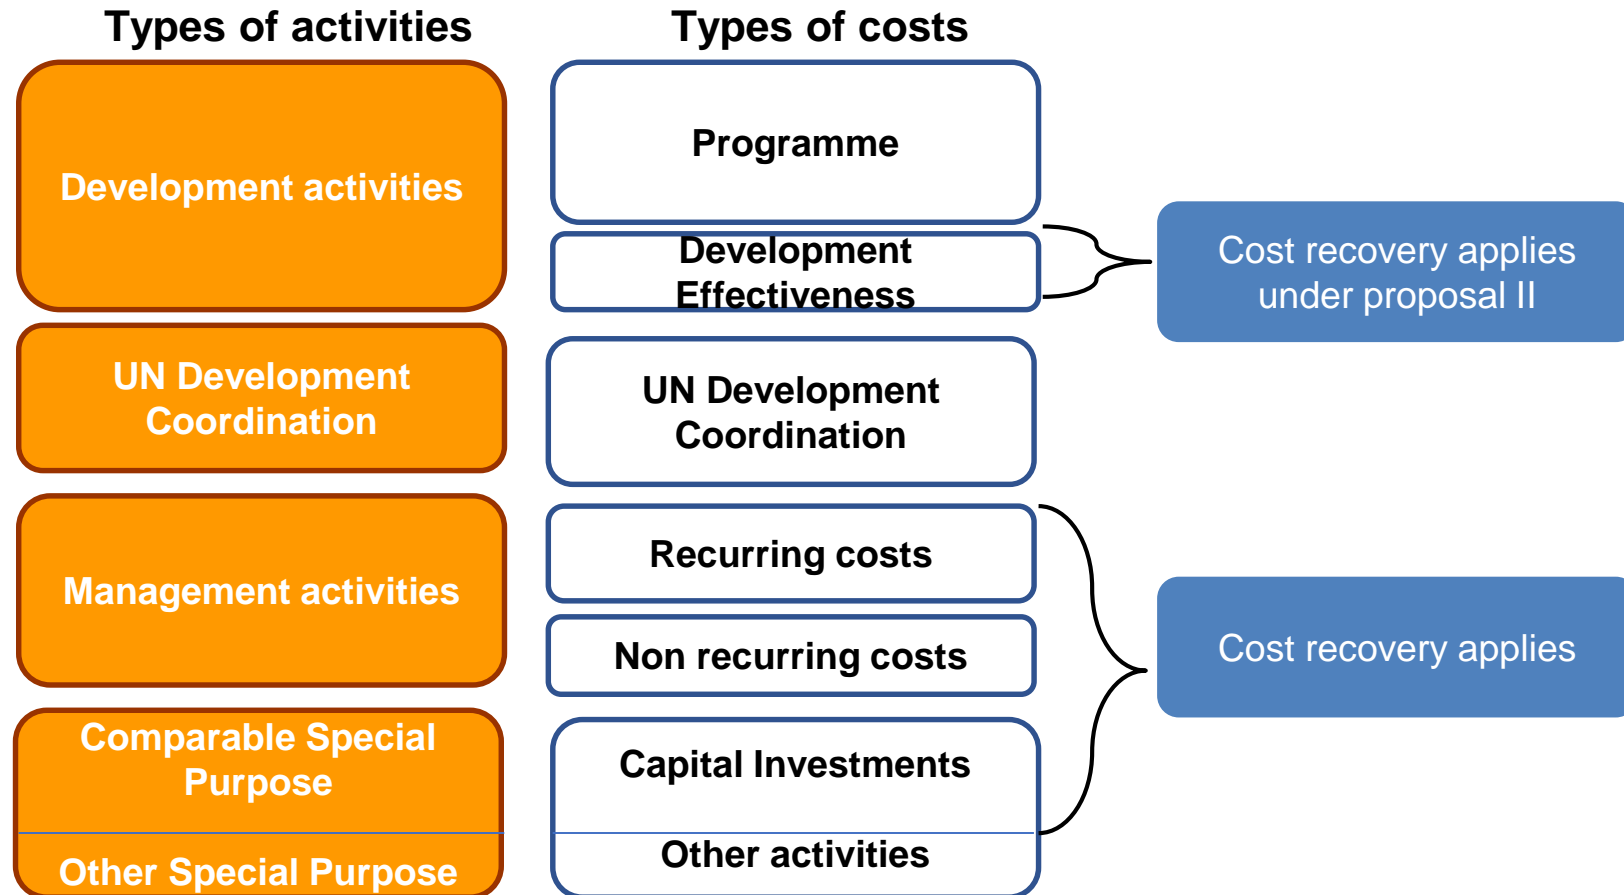 Types of activities
Types of costs
Development activities
Programme
Development
Effectiveness
Cost recovery applies
under proposal II
UN Development
Coordination
UN Development
Coordination
Management activities
Recurring costs
Non recurring costs
Cost recovery applies
Comparable Special
Purpose
Capital Investments
Other Special Purpose
Other activities